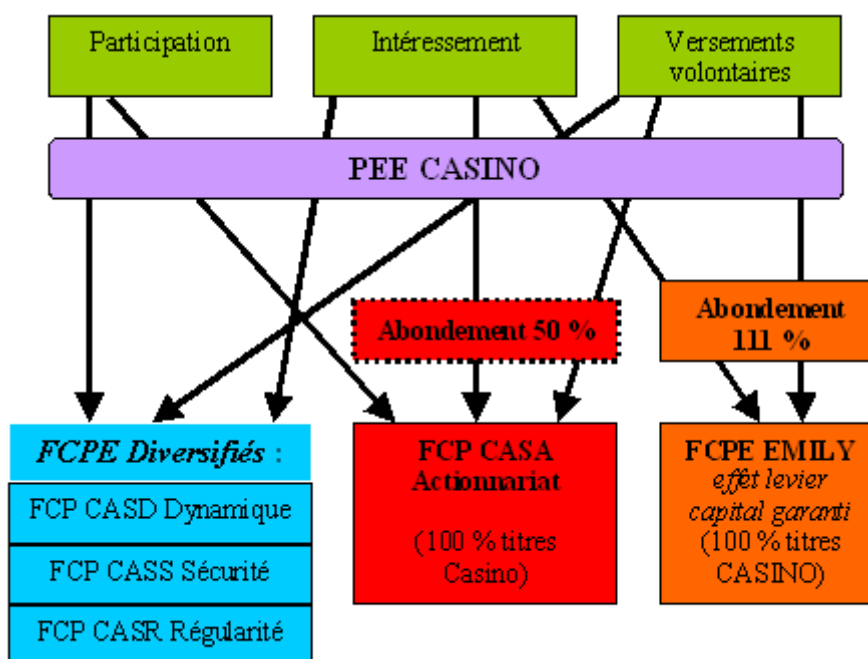 Participation
Intéressement
Versements
volontaires
PEE CASINO
Abondement 50 %
Abondement
111 %
FCPE Diversifiés :
FCP CASD Dynamique
FCP CASS Sécurité
FCP CASR Régularité
FCP CASA
Actionnariat
(100 % titres
Casino)
FCPE EMILY
effet levier
capital garanti
(100 % titres
CASINO)